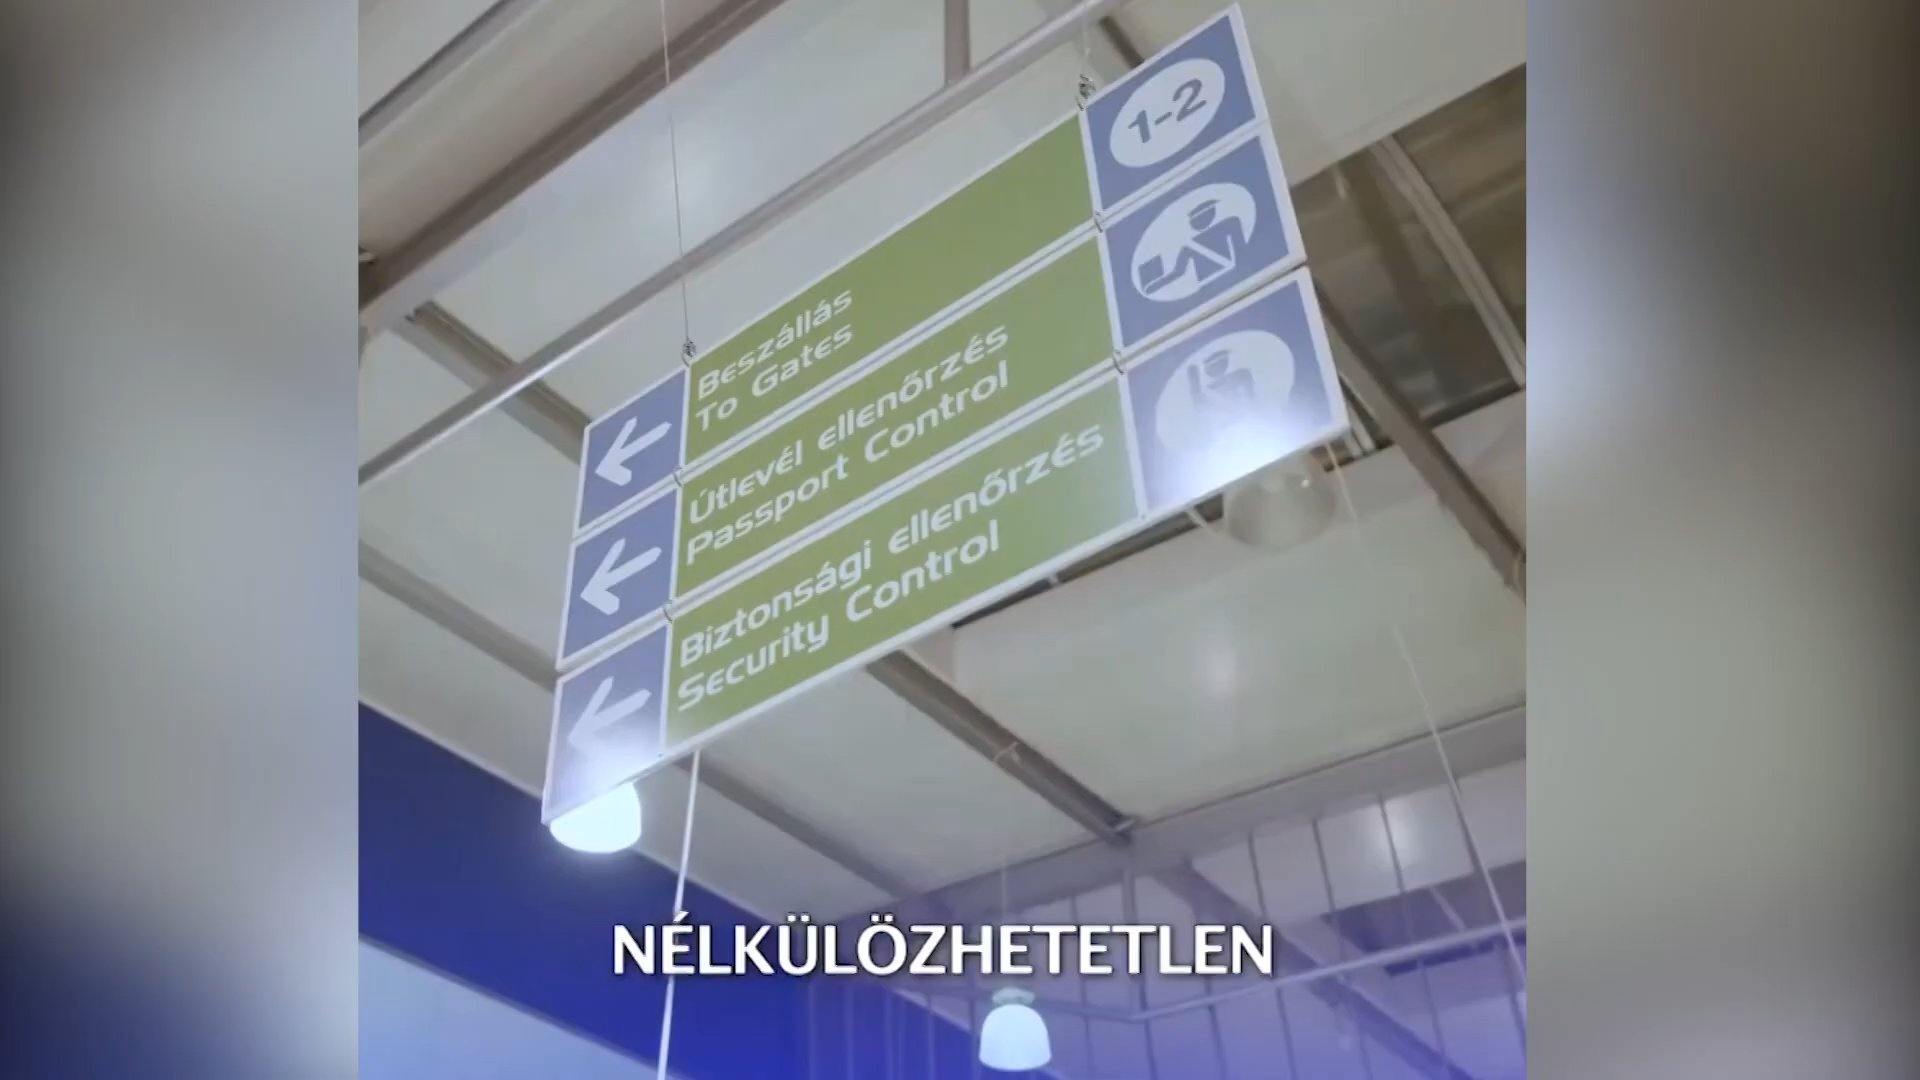 1-2
Beszállás
To Gates
Útlevél ellenőrzés
Passport Control
Biztonsági ellenőrzés
Security Control
NÉLKÜLÖZHETETLEN